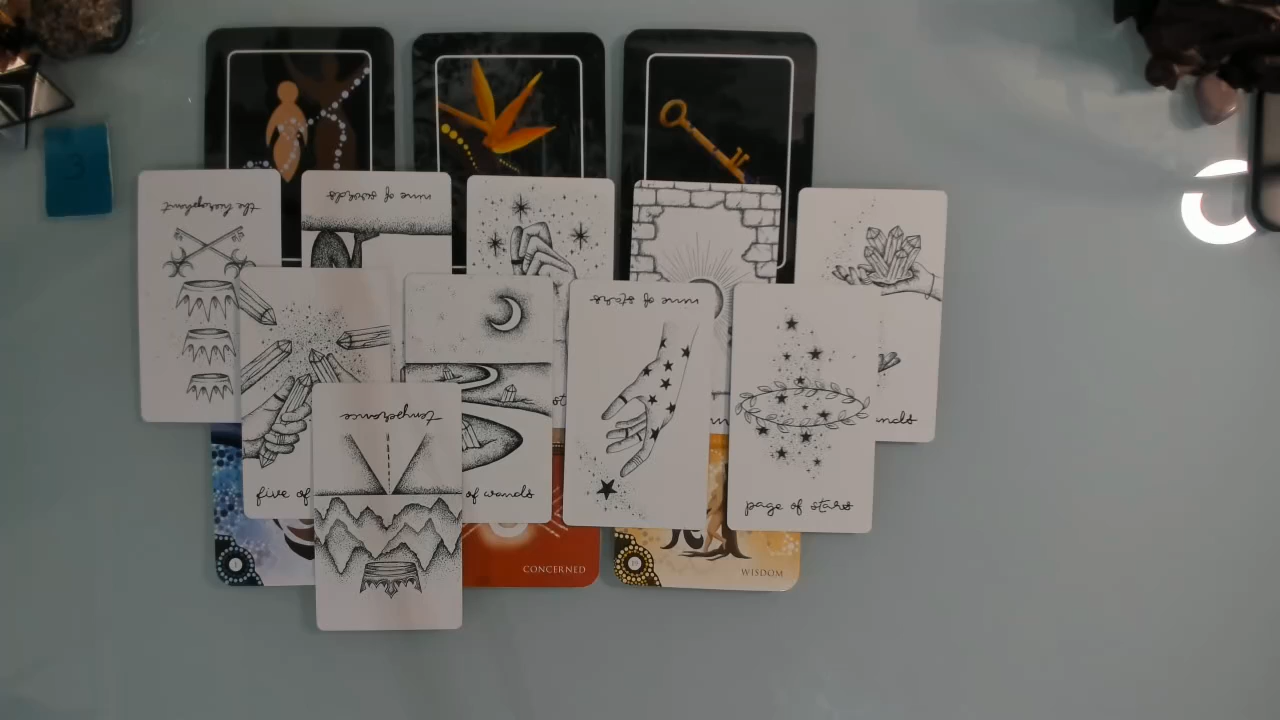 the hierophant
nine of swords
nine of stars
ands
temperance
five of
of wands
page of stars
CONCERNED
WISDOM